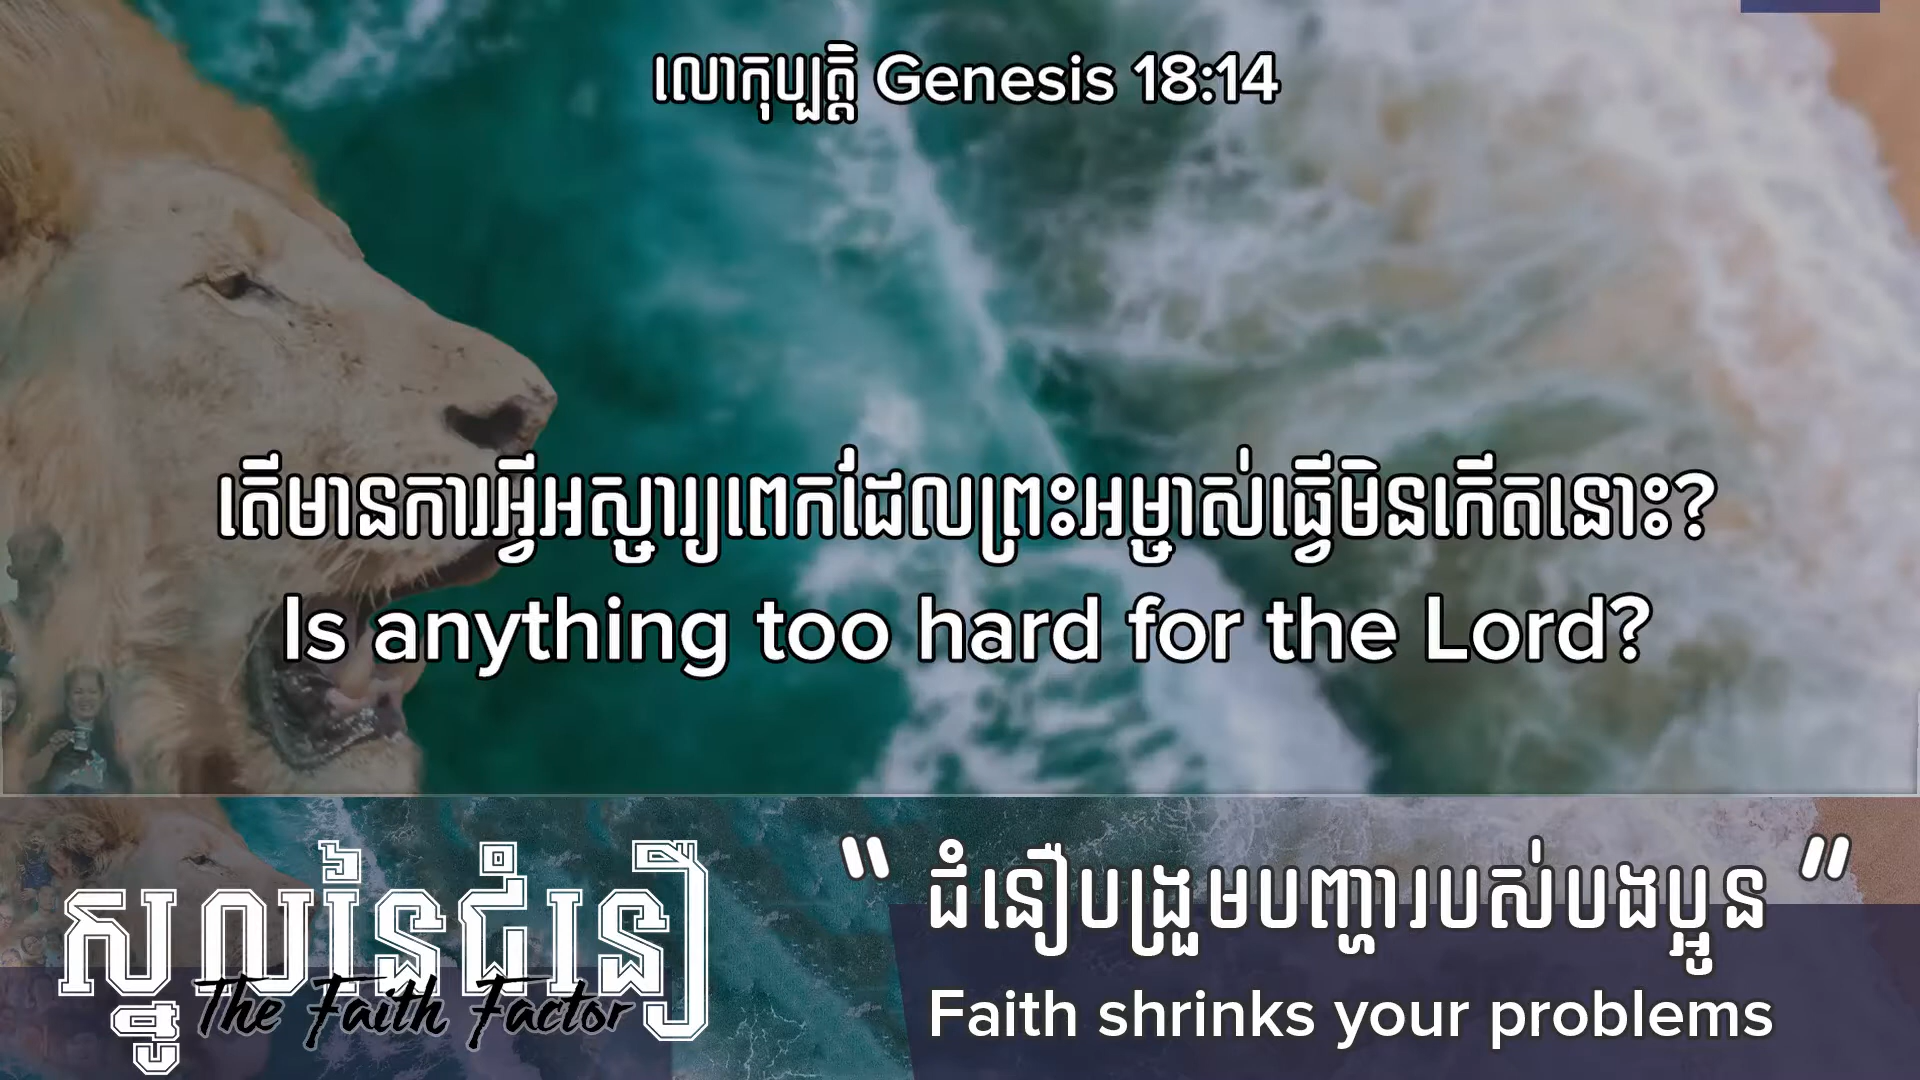 លោកុប្បត្តិ Genesis 18:14
តើមានការអ្វីអស្ចារ្យពេកដែលព្រះអម្ចាស់ធ្វើមិនកើតនោះ?
Is anything too hard for the Lord?
ស្នូលនៃជំនឿ
The Faith Factor
“ ជំនឿបង្រួមបញ្ហារបស់បងប្អូន ”
Faith shrinks your problems